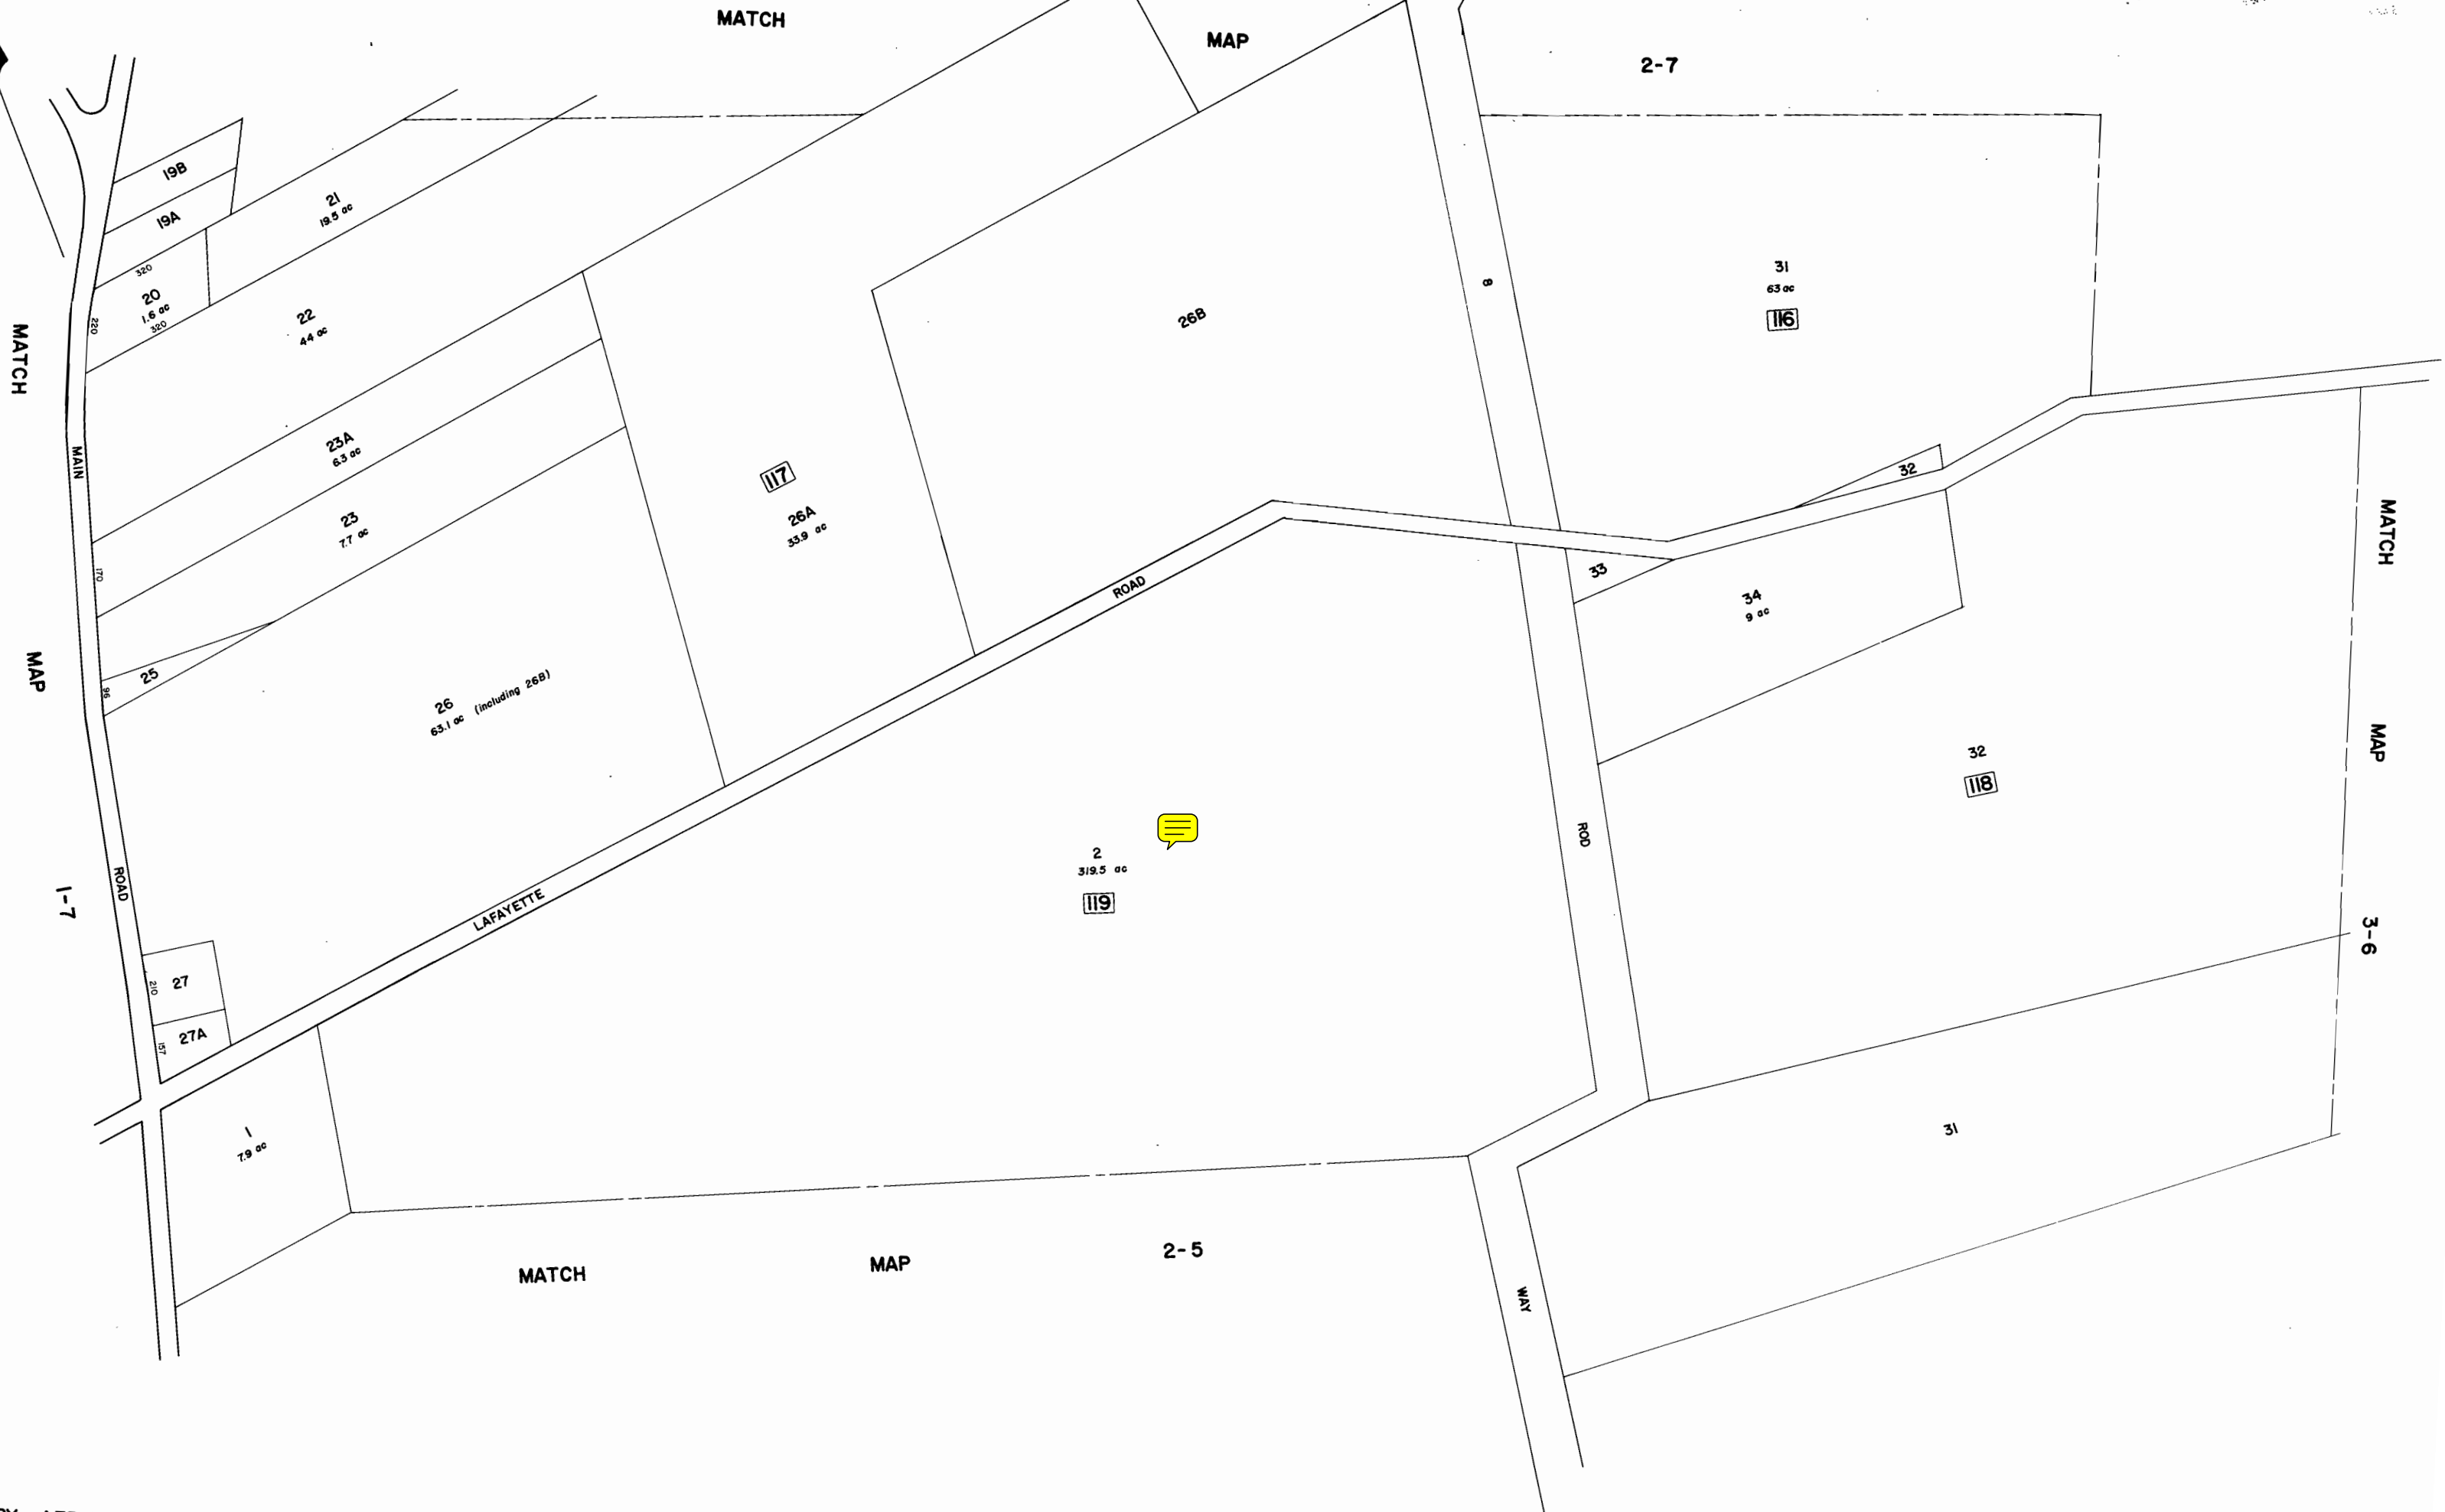 MATCH
MAP
2-7
19B
19A
21
19.5 ac
320
20
1.6 ac
320
220
22
44 ac
MATCH
MAP
1-7
MAIN
ROAD
23A
6.3 ac
170
23
7.7 ac
25
96
26
63.1 ac (including 26B)
117
26A
33.9 ac
26B
8
ROD
WAY
31
63 ac
116
32
33
34
9 ac
MATCH
MAP
3-6
32
118
31
LAFAYETTE
ROAD
2
319.5 ac
119
27
210
27A
157
1
7.9 ac
MATCH
MAP
2-5